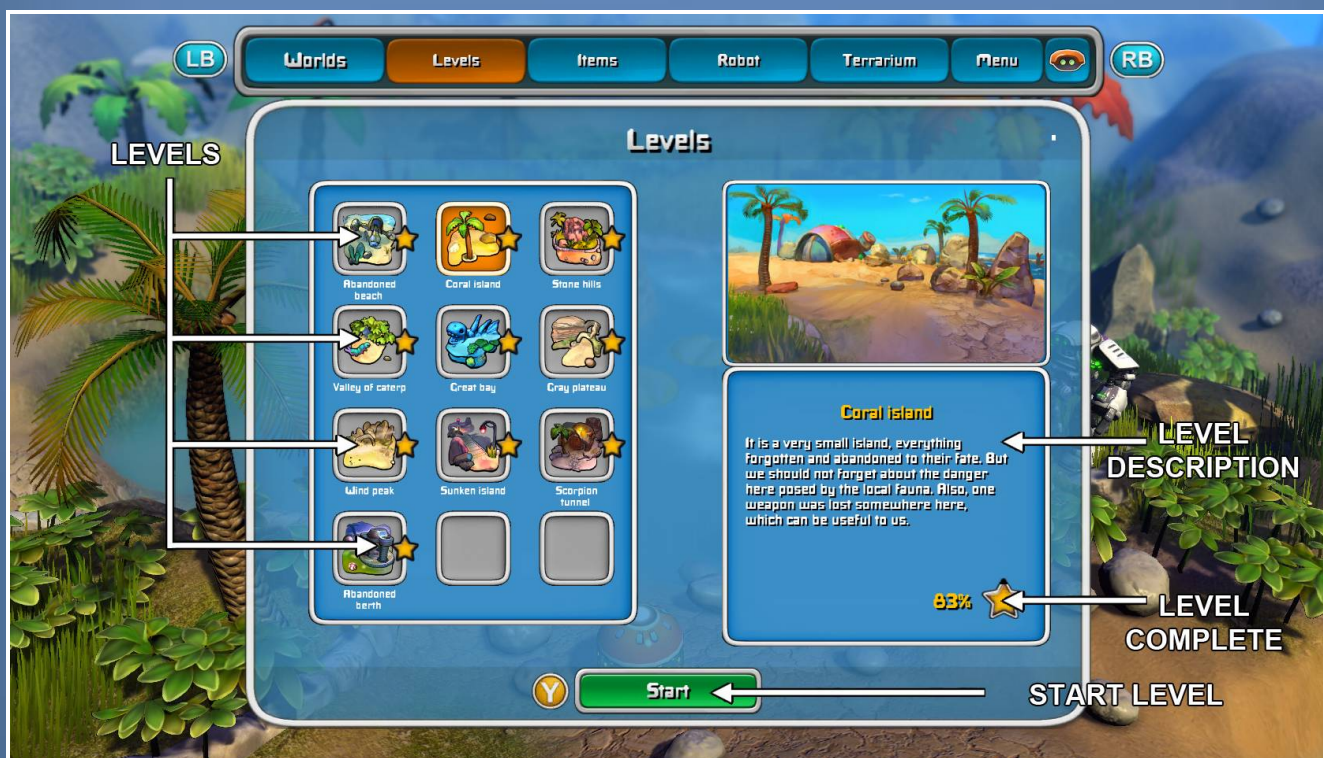 LB Worlds Levels Items Robot Terrarium Menu RB
Levels
LEVELS
Abandoned
beach
Coral island
Stone hills
Valley of caterp
Great bay
Gray plateau
Wind peak
Sunken island
Scorpion
tunnel
Abandoned
berth
Coral island
It is a very small island, everything
forgotten and abandoned to their fate. But
we should not forget about the danger
here posed by the local fauna. Also, one
weapon was lost somewhere here,
which can be useful to us.
LEVEL
DESCRIPTION
83%
LEVEL
COMPLETE
Y Start
START LEVEL